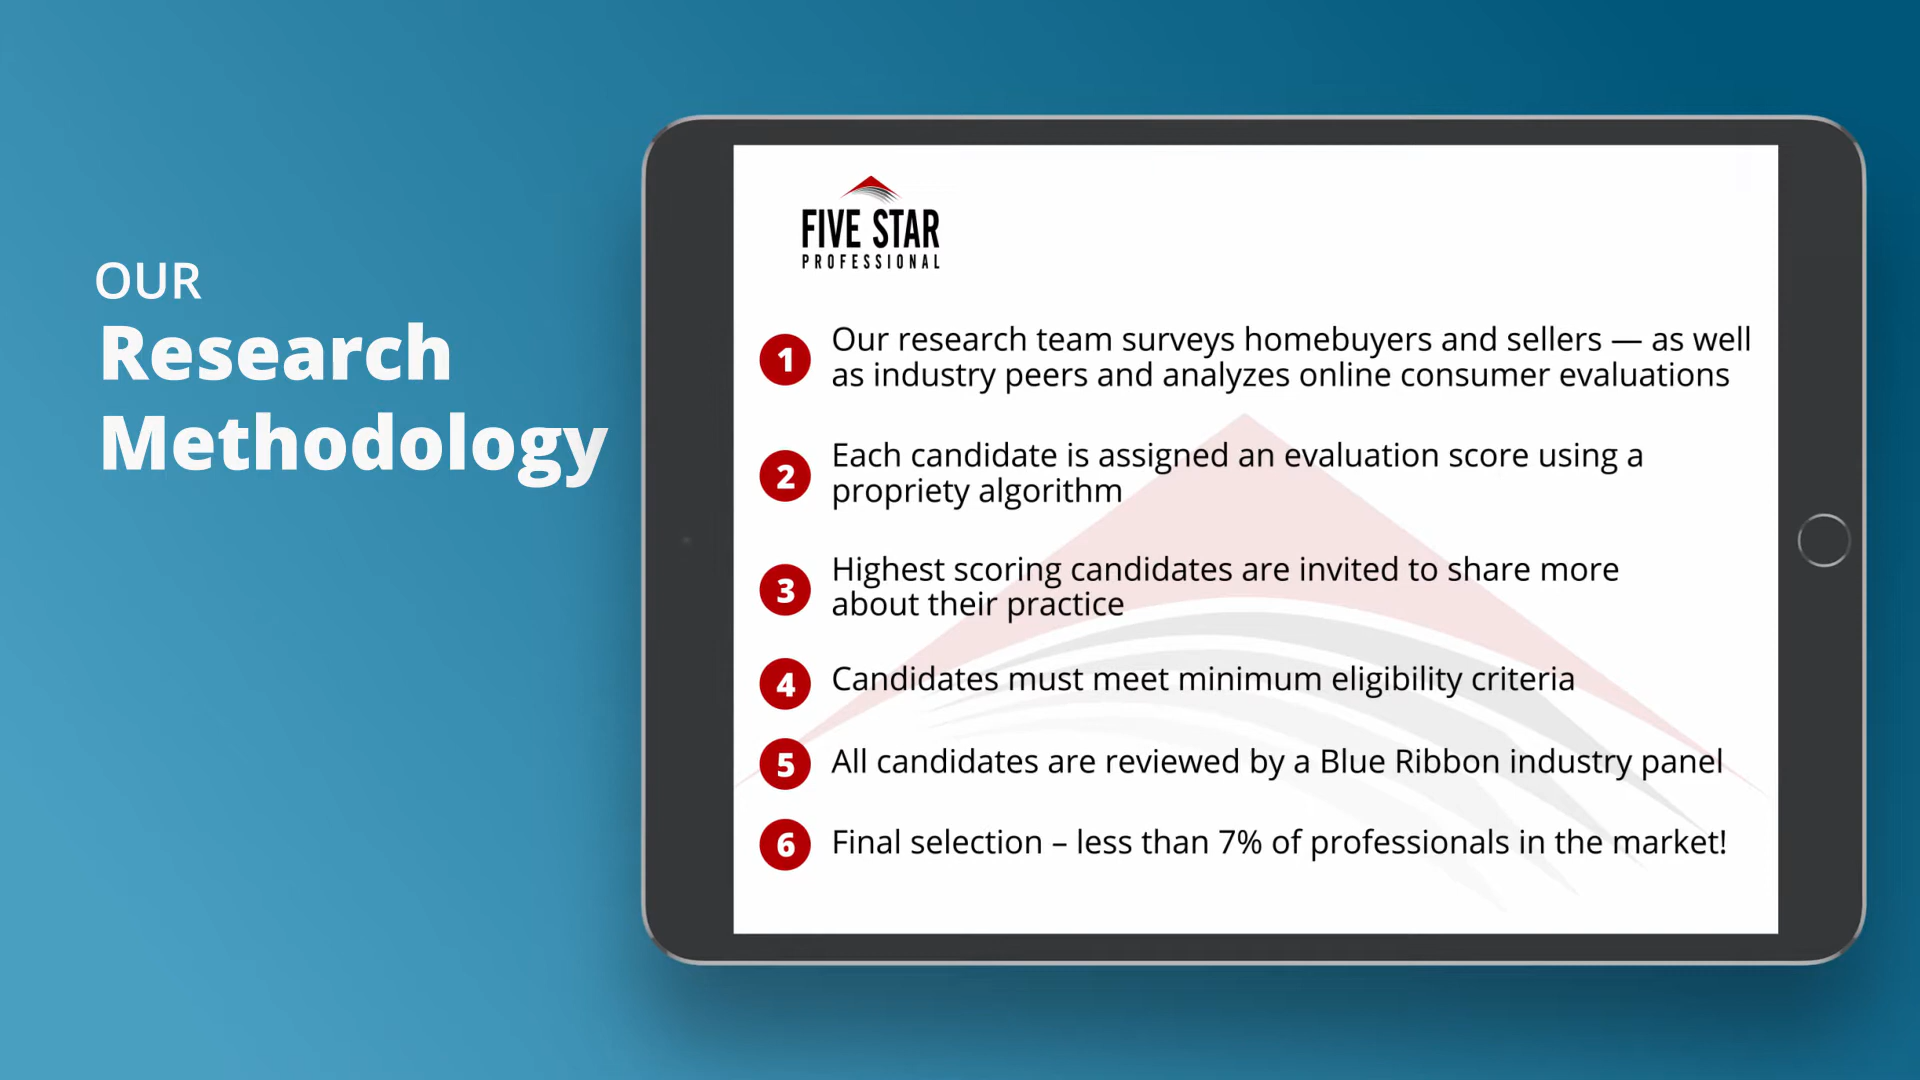 OUR
Research
Methodology
FIVE STAR
PROFESSIONAL
1 Our research team surveys homebuyers and sellers — as well
as industry peers and analyzes online consumer evaluations
2 Each candidate is assigned an evaluation score using a
propriety algorithm
3 Highest scoring candidates are invited to share more
about their practice
4 Candidates must meet minimum eligibility criteria
5 All candidates are reviewed by a Blue Ribbon industry panel
6 Final selection – less than 7% of professionals in the market!